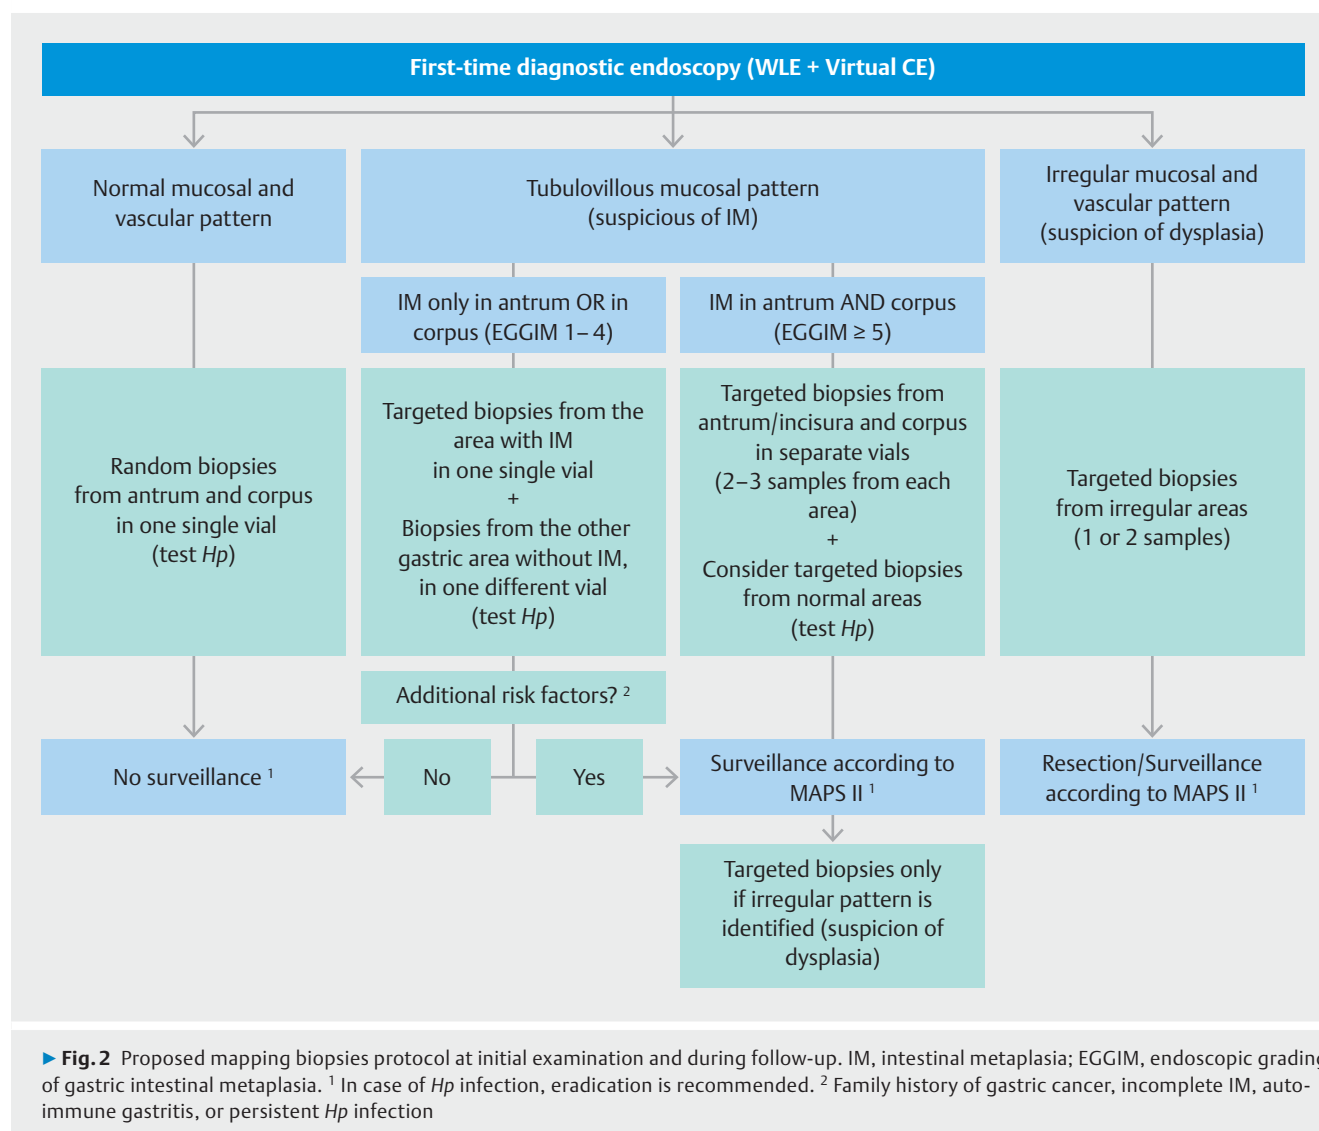 First-time diagnostic endoscopy (WLE + Virtual CE)
Normal mucosal and
vascular pattern
Tubulovillous mucosal pattern
(suspicious of IM)
Irregular mucosal and
vascular pattern
(suspicion of dysplasia)
IM only in antrum OR in
corpus (EGGIM 1–4)
IM in antrum AND corpus
(EGGIM ≥ 5)
Random biopsies
from antrum and corpus
in one single vial
(test Hp)
Targeted biopsies from the
area with IM
in one single vial
+
Biopsies from the other
gastric area without IM,
in one different vial
(test Hp)
Targeted biopsies from
antrum/incisura and corpus
in separate vials
(2–3 samples from each
area)
+
Consider targeted biopsies
from normal areas
(test Hp)
Targeted biopsies
from irregular areas
(1 or 2 samples)
Additional risk factors? 2
No surveillance 1
No
Yes
Surveillance according to
MAPS II 1
Resection/Surveillance
according to MAPS II 1
Targeted biopsies only
if irregular pattern is
identified (suspicion of
dysplasia)
▶ Fig. 2 Proposed mapping biopsies protocol at initial examination and during follow-up. IM, intestinal metaplasia; EGGIM, endoscopic grading
of gastric intestinal metaplasia. 1 In case of Hp infection, eradication is recommended. 2 Family history of gastric cancer, incomplete IM, auto-
immune gastritis, or persistent Hp infection